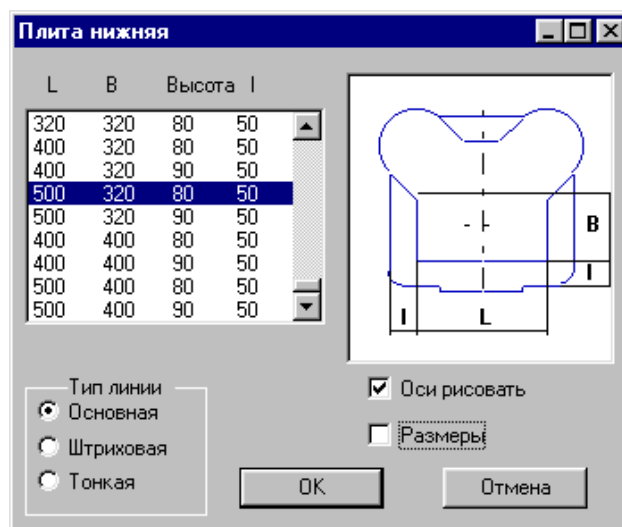 Плита нижняя
L B Высота l
320 320 80 50
400 320 80 50
400 320 90 50
500 320 80 50
500 320 90 50
400 400 80 50
400 400 90 50
500 400 80 50
500 400 90 50
B
l
l L
Тип линии
Основная
Штриховая
Тонкая
Оси рисовать
Размеры
OK
Отмена